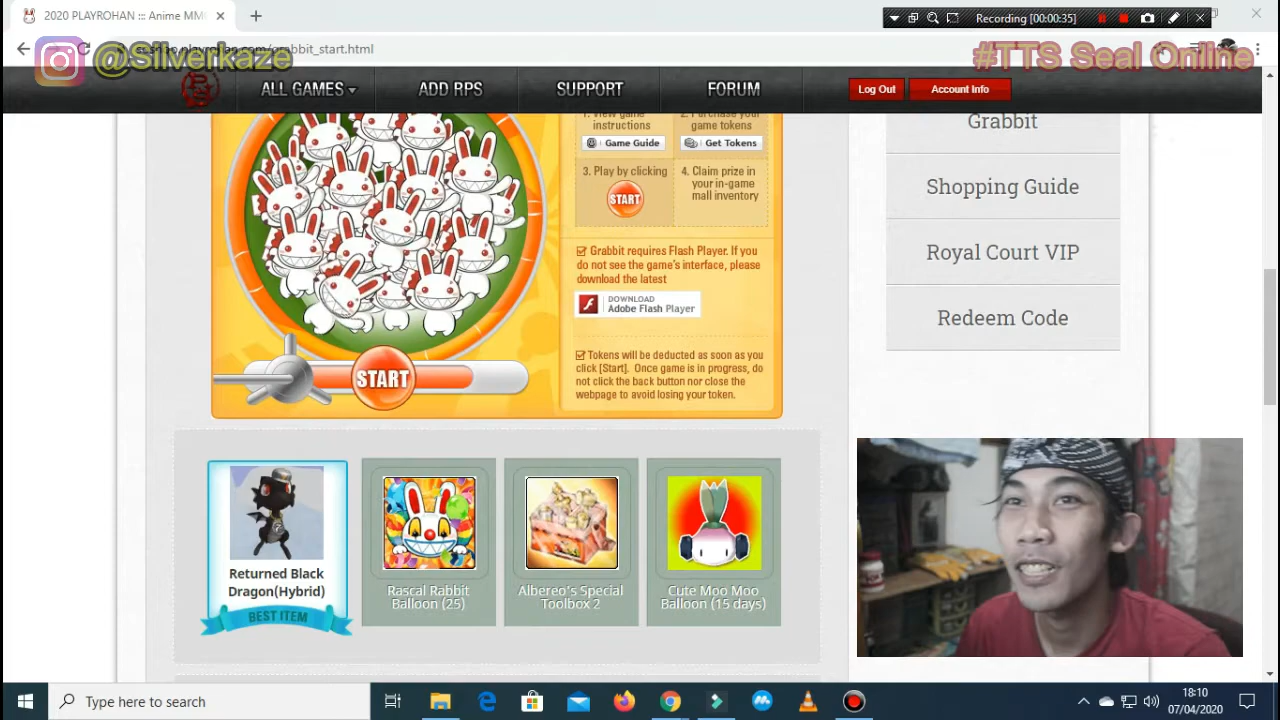 2020 PLAYROHAN ::: Anime MM
Recording [00:00:35]
playrohan.com/grabbit_start.html
@Silverkaze
#TTS Seal Online
ALL GAMES
ADD RPS
SUPPORT
FORUM
Log Out
Account Info
1. View game
instructions
Game Guide
2. Purchase your
game tokens
Get Tokens
3. Play by clicking
START
4. Claim prize in
your in-game
mall inventory
Grabbit requires Flash Player. If you
do not see the game's interface, please
download the latest
DOWNLOAD
Adobe Flash Player
Tokens will be deducted as soon as you
click [Start]. Once game is in progress, do
not click the back button nor close the
webpage to avoid losing your token.
START
Grabbit
Shopping Guide
Royal Court VIP
Redeem Code
Returned Black
Dragon(Hybrid)
BEST ITEM
Rascal Rabbit
Balloon (25)
Albereo's Special
Toolbox 2
Cute Moo Moo
Balloon (15 days)
Type here to search
18:10
07/04/2020